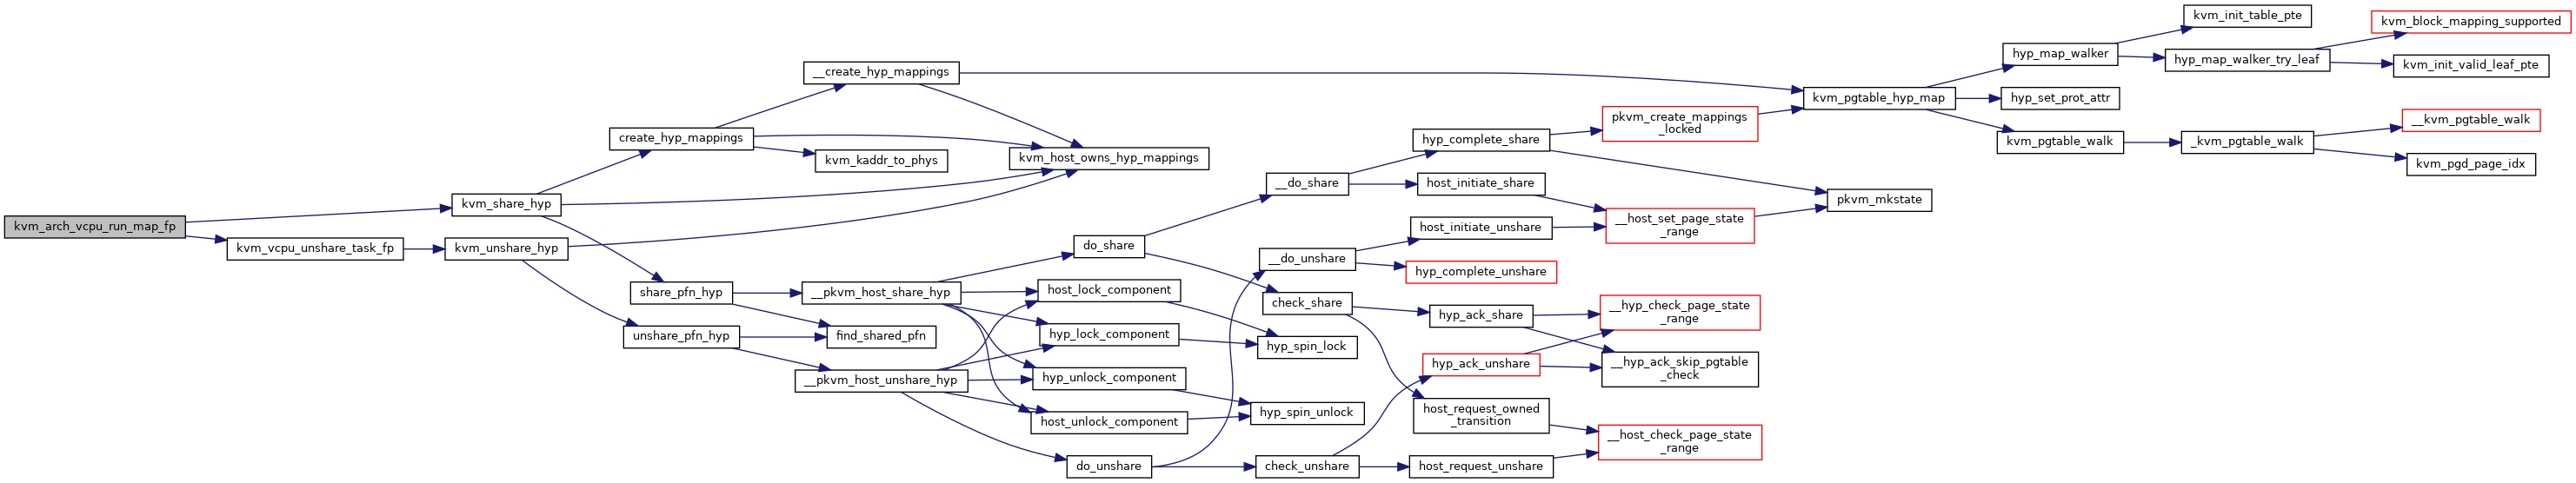 kvm_arch_vcpu_run_map_fp
kvm_share_hyp
kvm_vcpu_unshare_task_fp
kvm_unshare_hyp
create_hyp_mappings
share_pfn_hyp
unshare_pfn_hyp
__create_hyp_mappings
kvm_kaddr_to_phys
__pkvm_host_share_hyp
find_shared_pfn
__pkvm_host_unshare_hyp
kvm_host_owns_hyp_mappings
do_share
host_lock_component
hyp_lock_component
hyp_unlock_component
host_unlock_component
do_unshare
__do_share
__do_unshare
check_share
hyp_spin_lock
hyp_spin_unlock
check_unshare
hyp_complete_share
host_initiate_share
host_initiate_unshare
hyp_complete_unshare
hyp_ack_share
hyp_ack_unshare
host_request_owned
_transition
host_request_unshare
pkvm_create_mappings
_locked
__host_set_page_state
_range
__hyp_check_page_state
_range
__hyp_ack_skip_pgtable
_check
__host_check_page_state
_range
kvm_pgtable_hyp_map
pkvm_mkstate
hyp_map_walker
hyp_set_prot_attr
kvm_pgtable_walk
kvm_init_table_pte
hyp_map_walker_try_leaf
_kvm_pgtable_walk
kvm_block_mapping_supported
kvm_init_valid_leaf_pte
__kvm_pgtable_walk
kvm_pgd_page_idx